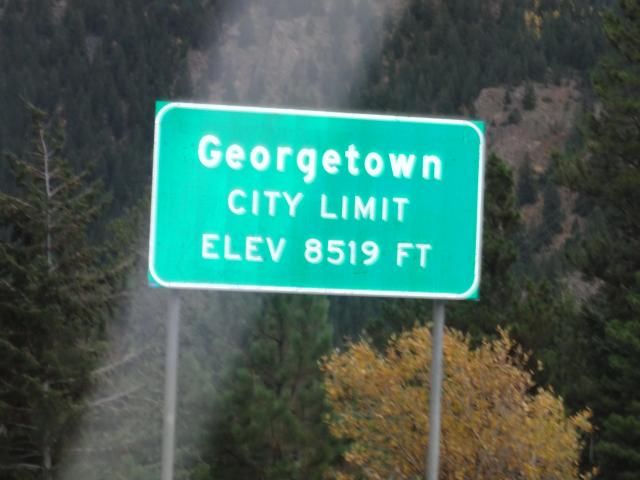 Georgetown
CITY LIMIT
ELEV 8519 FT